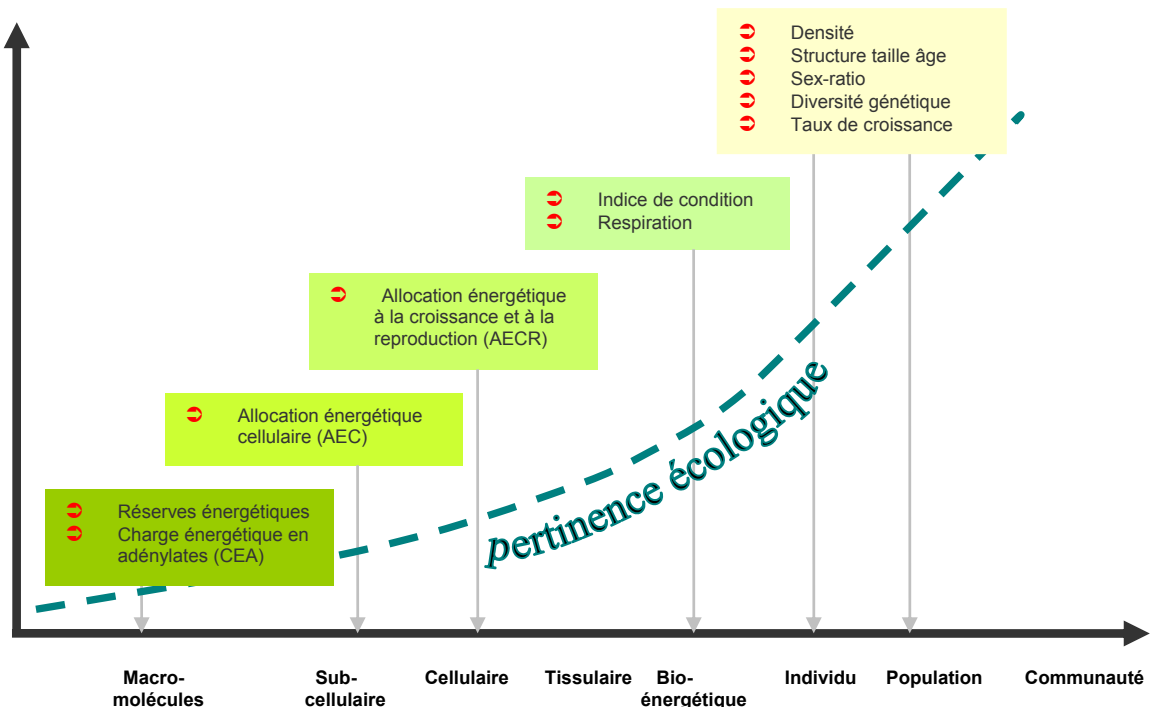 Densité
Structure taille âge
Sex-ratio
Diversité génétique
Taux de croissance
Indice de condition
Respiration
Allocation énergétique
à la croissance et à la
reproduction (AECR)
Allocation énergétique
cellulaire (AEC)
Réserves énergétiques
Charge énergétique en
adénylates (CEA)
pertinence écologique
Macro-
molécules
Sub-
cellulaire
Cellulaire
Tissulaire
Bio-
énergétique
Individu
Population
Communauté